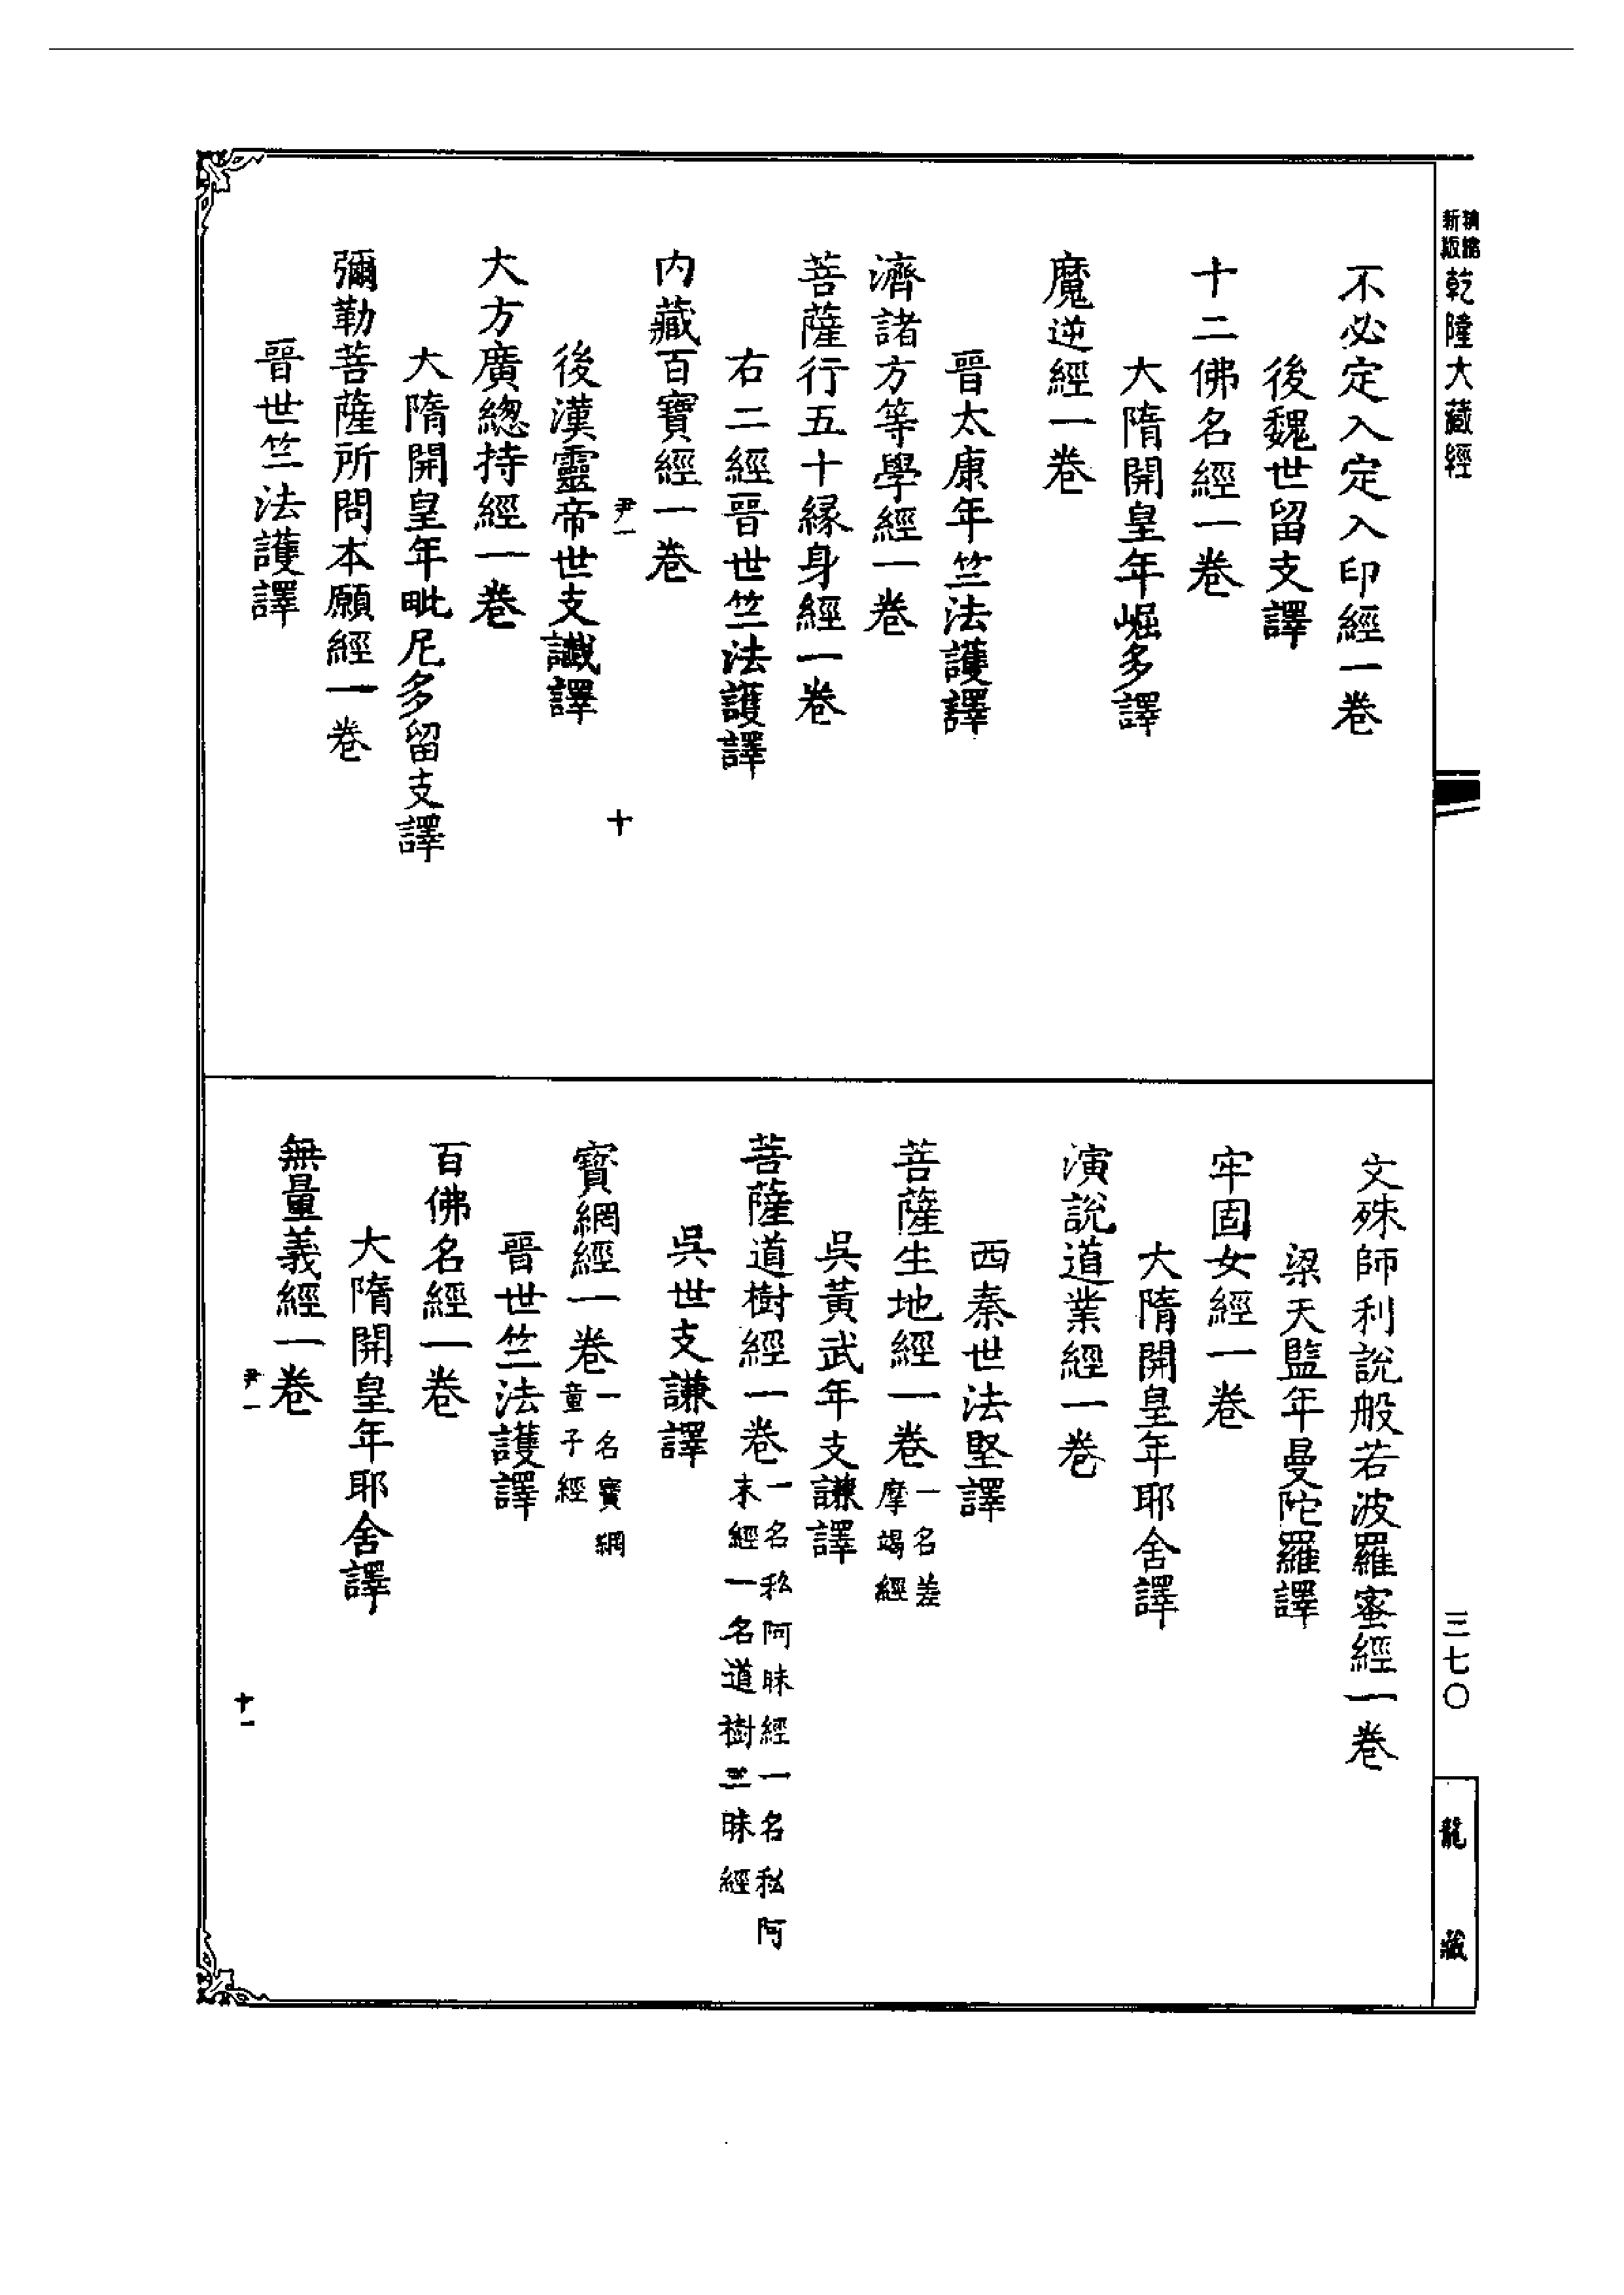 新版
乾隆大藏經
不必定入定入印經一卷
後魏世留支譯
十二佛名經一卷
大隋開皇年崛多譯
魔逆經一卷
晉太康年竺法護譯
濟諸方等學經一卷
菩薩行五十緣身經一卷
右二經晉世竺法護譯
內藏百寶經一卷
尹一
十
後漢靈帝世支讖譯
大方廣緫持經一卷
大隋開皇年毗尼多留支譯
彌勒菩薩所問本願經一卷
晉世竺法護譯
文殊師利說般若波羅蜜經一卷
梁天監年曼陀羅譯
牢固女經一卷
大隋開皇年耶舍譯
演說道業經一卷
西秦世法堅譯
菩薩生地經一卷一名差
摩竭經
吳黃武年支謙譯
菩薩道樹經一卷一名私阿昧經一名私阿
末經一名道樹三昧經
吳世支謙譯
寶網經一卷一名寶網
童子經
晉世竺法護譯
百佛名經一卷
大隋開皇年耶舍譯
無量義經一卷
尹一
十一
三七〇
龍藏